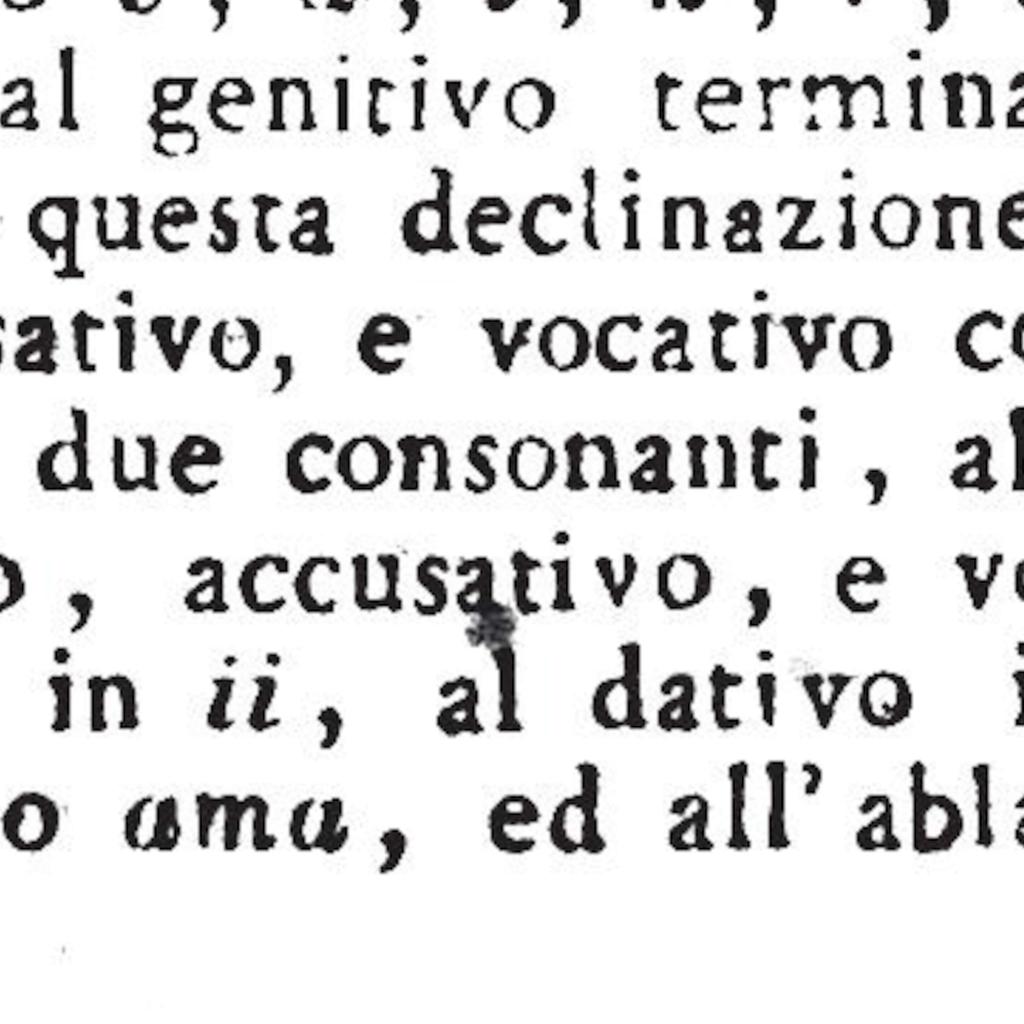 al genitivo termina
questa declinazione
sativo, e vocativo co
due consonanti, al
o, accusativo, e vo
in ii, al dativo i
o ama, ed all'abla